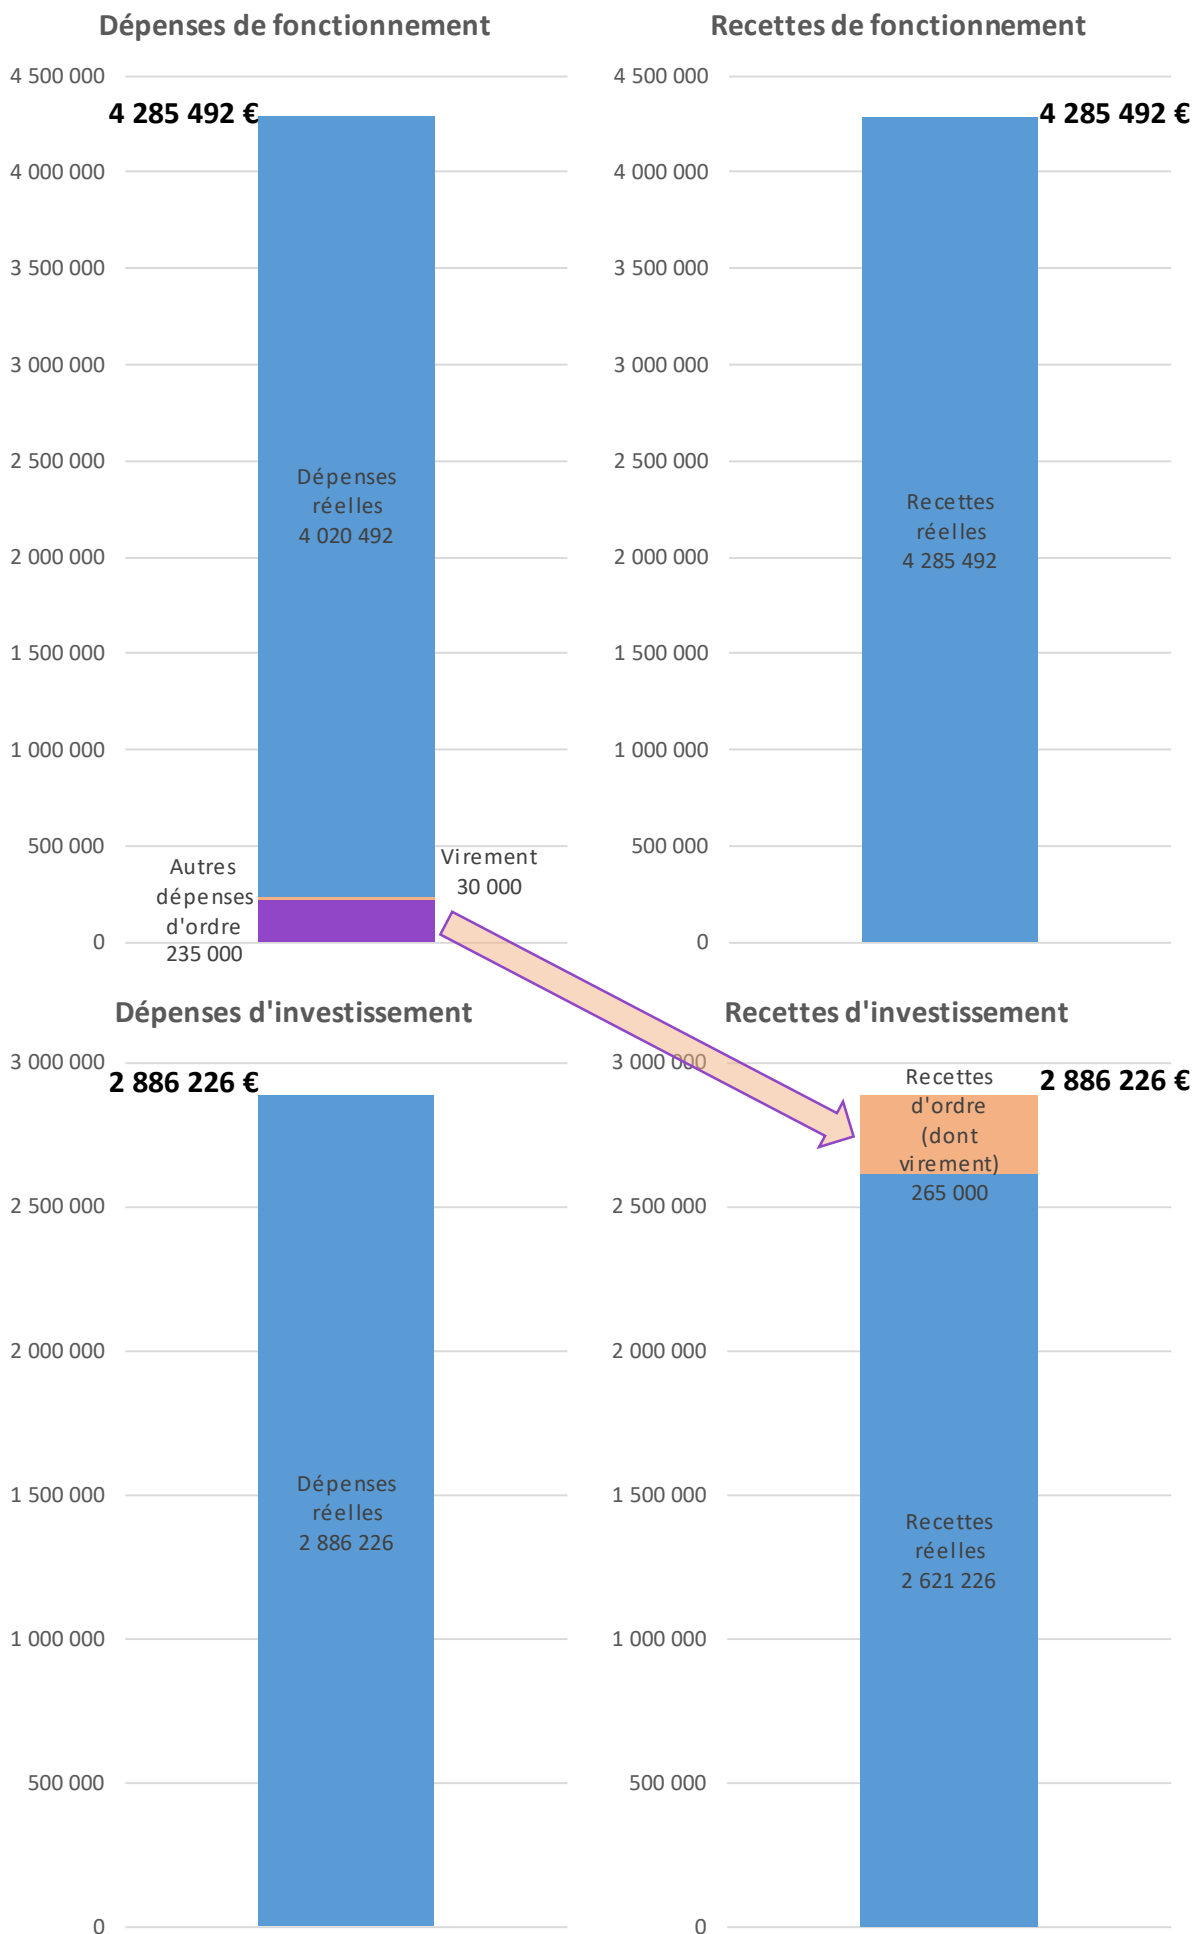 Dépenses de fonctionnement
4 500 000
4 285 492 €
4 000 000
3 500 000
3 000 000
2 500 000
Dépenses
réelles
4 020 492
2 000 000
1 500 000
1 000 000
500 000
Virement
30 000
Autres
dépenses
d'ordre
235 000
0
Recettes de fonctionnement
4 500 000
4 285 492 €
4 000 000
3 500 000
3 000 000
2 500 000
Recettes
réelles
4 285 492
2 000 000
1 500 000
1 000 000
500 000
0
Dépenses d'investissement
3 000 000
2 886 226 €
2 500 000
2 000 000
1 500 000
Dépenses
réelles
2 886 226
1 000 000
500 000
0
Recettes d'investissement
3 000 000
2 886 226 €
Recettes
d'ordre
(dont
virement)
265 000
2 500 000
2 000 000
1 500 000
Recettes
réelles
2 621 226
1 000 000
500 000
0